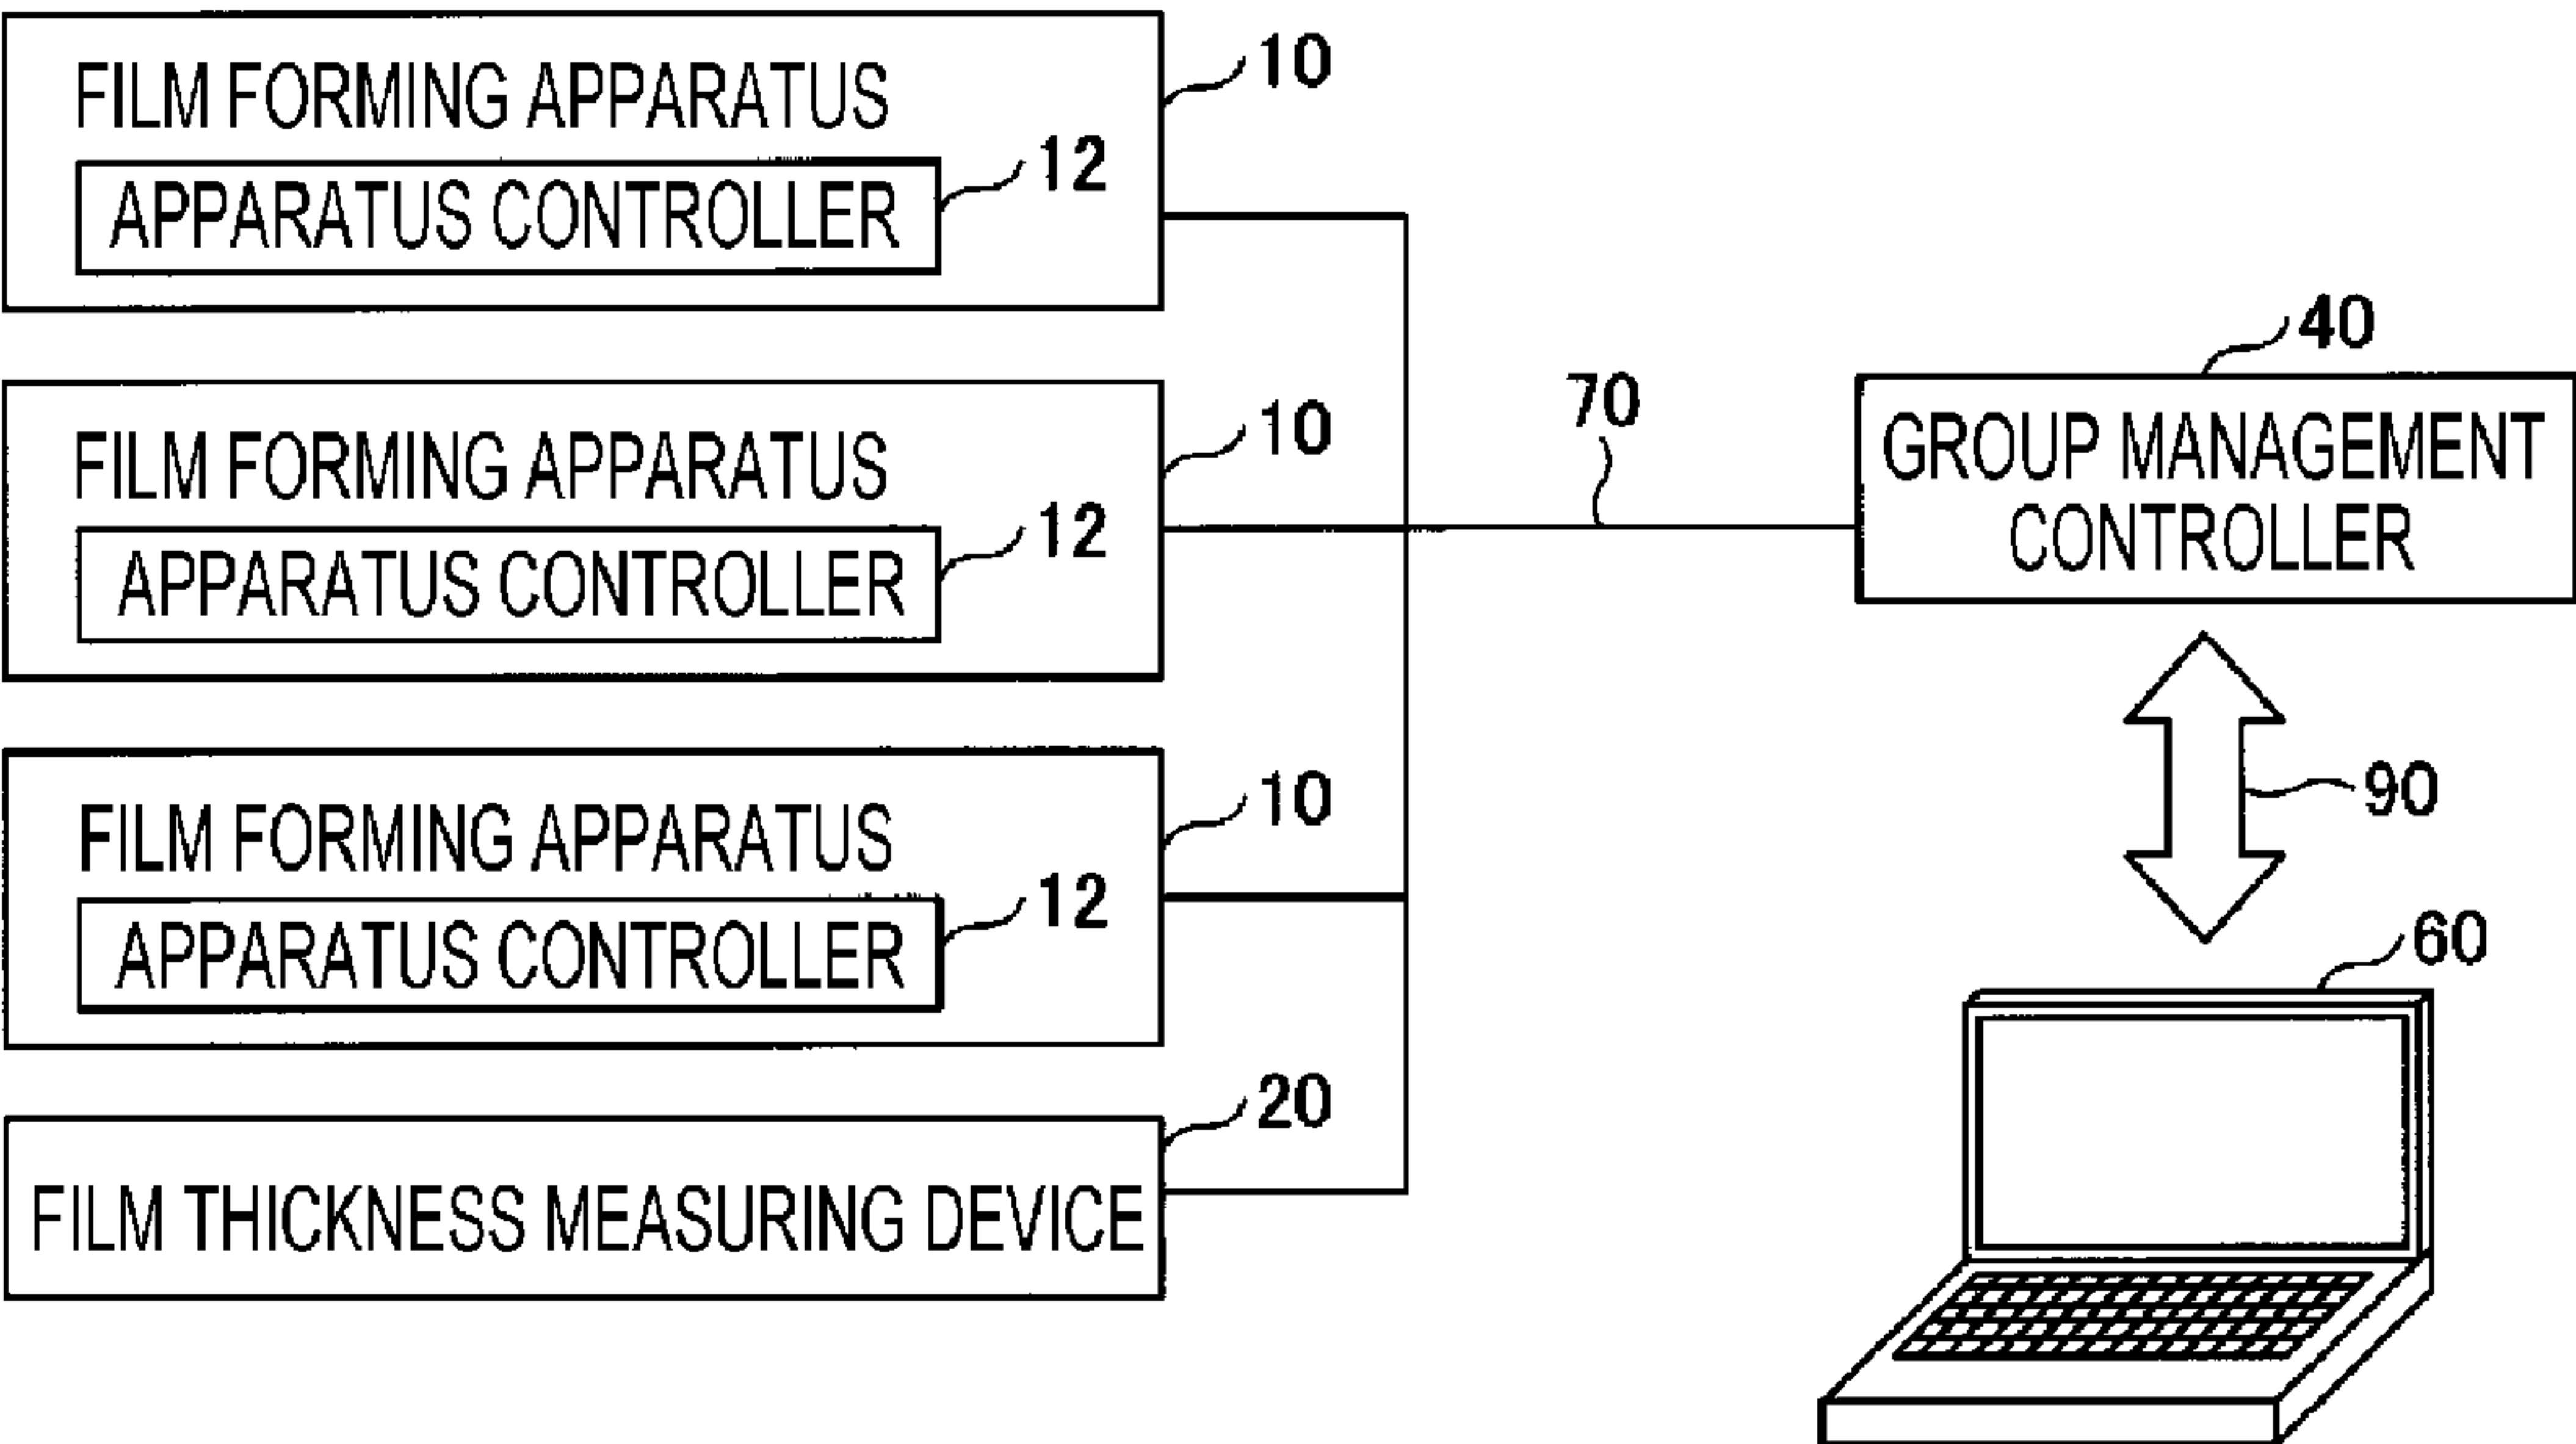 FILM FORMING APPARATUS
10
APPARATUS CONTROLLER
12
FILM FORMING APPARATUS
10
APPARATUS CONTROLLER
12
FILM FORMING APPARATUS
10
APPARATUS CONTROLLER
12
FILM THICKNESS MEASURING DEVICE
20
70
40
GROUP MANAGEMENT
CONTROLLER
90
60